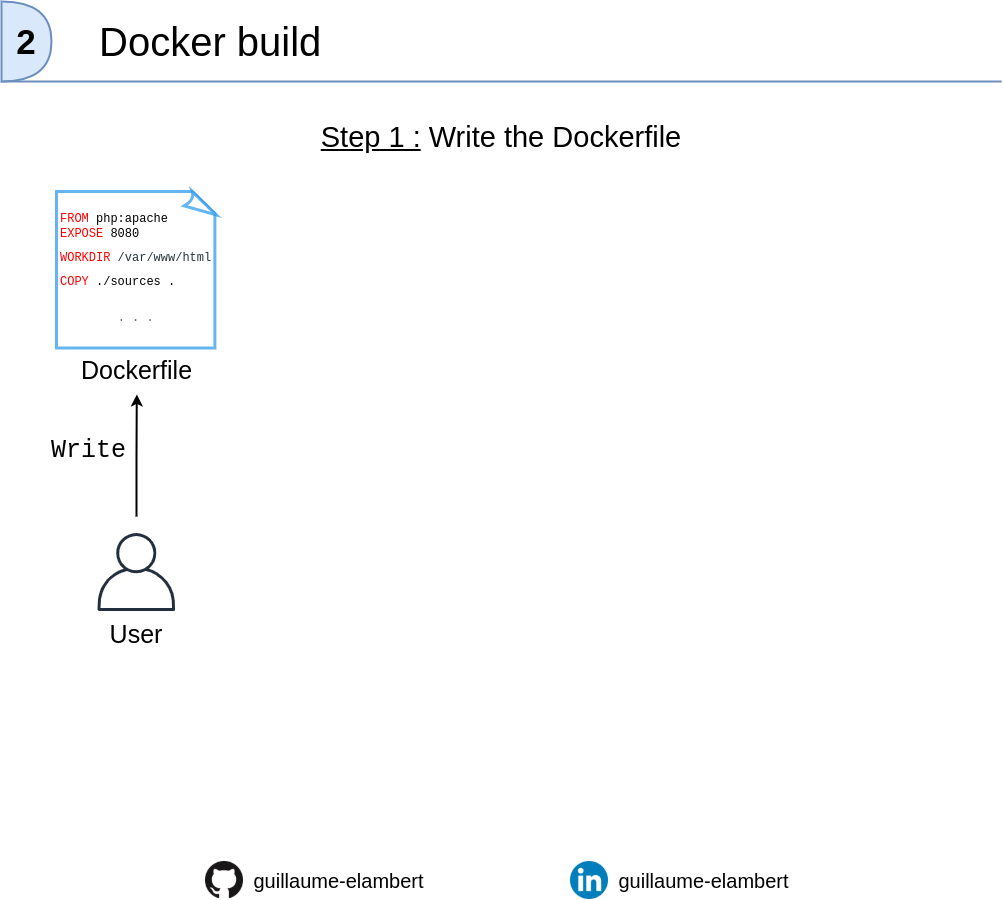 2
Docker build
Step 1 : Write the Dockerfile
FROM php:apache
EXPOSE 8080
WORKDIR /var/www/html
COPY ./sources .
. . .
Dockerfile
Write
User
guillaume-elambert
in
guillaume-elambert